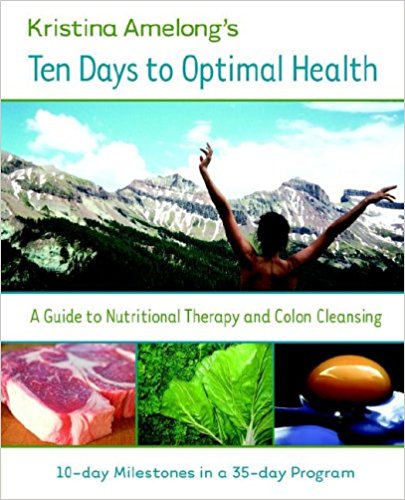 Kristina Amelong's
Ten Days to Optimal Health
A Guide to Nutritional Therapy and Colon Cleansing
10-day Milestones in a 35-day Program